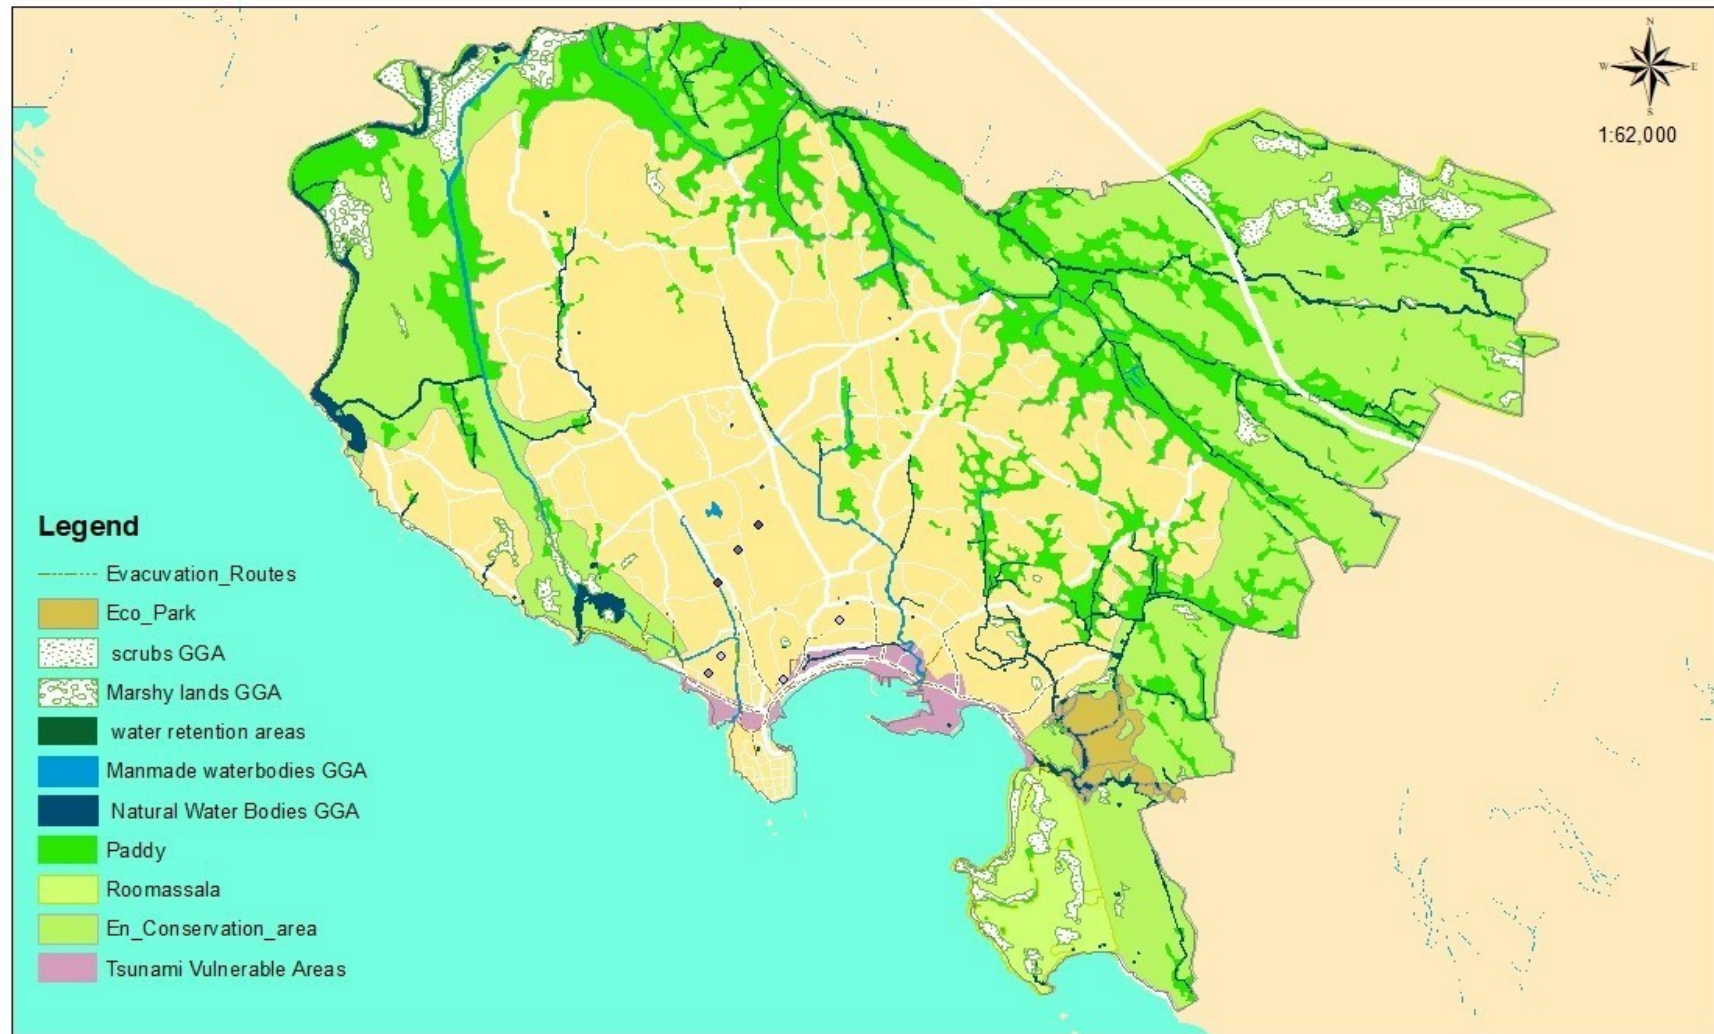 N
W E
S
1:62,000
Legend
Evacuvation_Routes
Eco_Park
scrubs GGA
Marshy lands GGA
water retention areas
Manmade waterbodies GGA
Natural Water Bodies GGA
Paddy
Roomassala
En_Conservation_area
Tsunami Vulnerable Areas